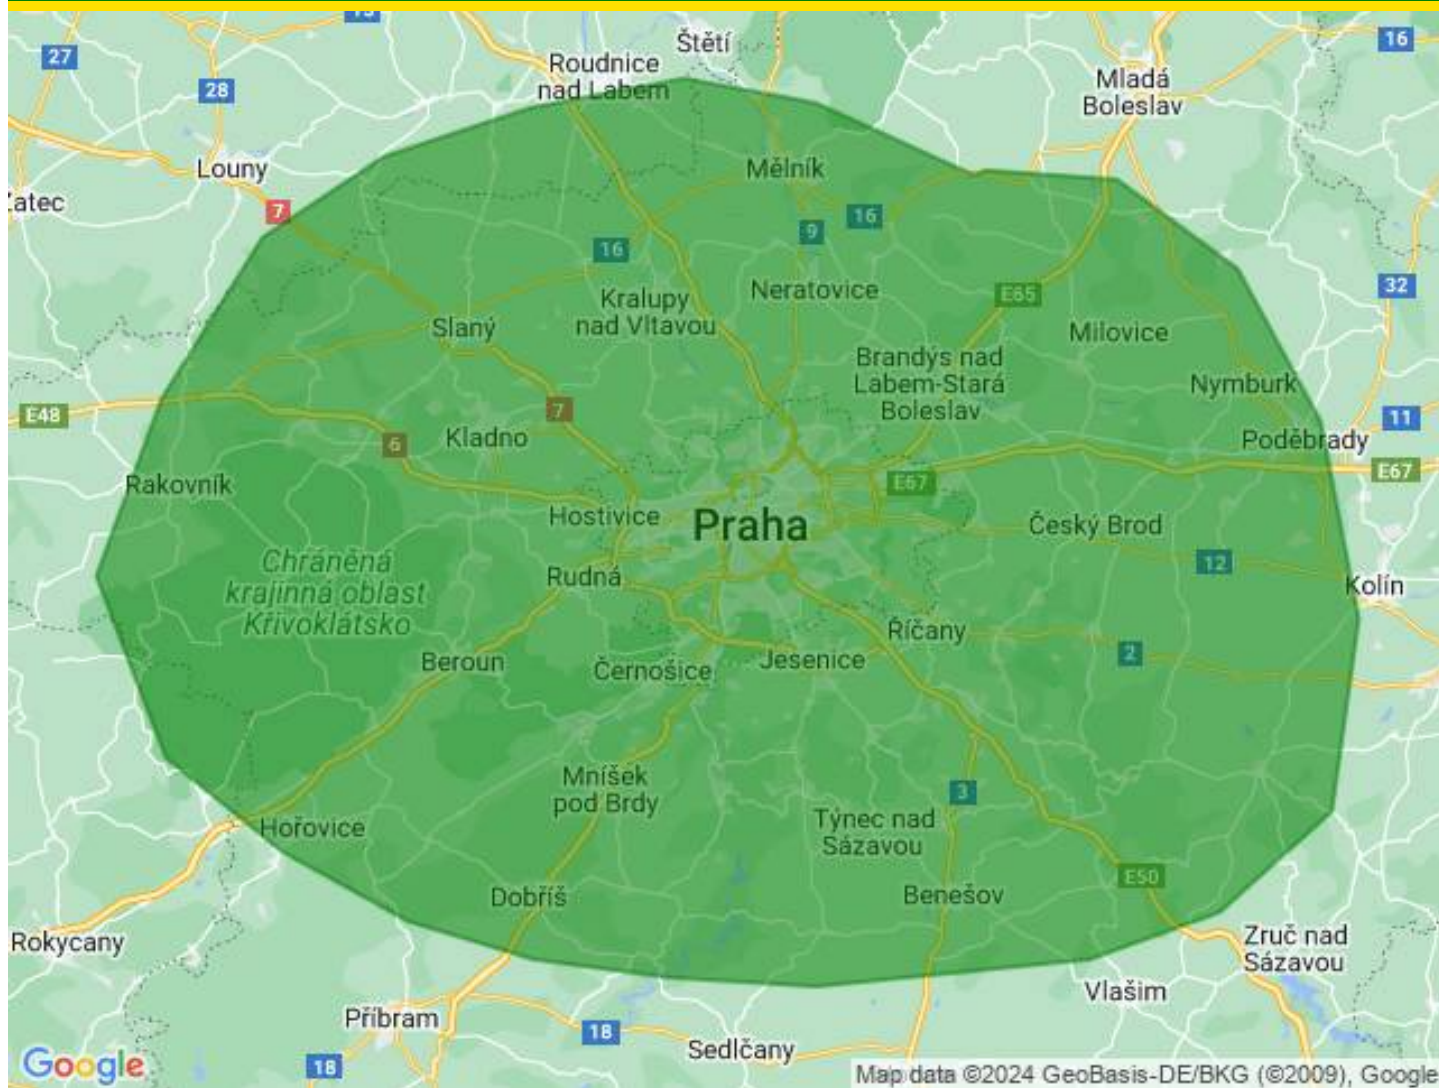 15
27
28
16
Štětí
Roudnice
nad Labem
Mladá
Boleslav
Louny
Mělník
7
16
9
16
32
Neratovice
E65
Kralupy
nad Vltavou
Slaný
Milovice
Brandýs nad
Labem-Stará
Boleslav
Nymburk
E48
7
11
6
Kladno
Poděbrady
E67
Rakovník
E67
Hostivice
Praha
Český Brod
12
Chráněná
krajinná oblast
Křivoklátsko
Rudná
Kolín
Říčany
2
Beroun
Černošice
Jesenice
Mníšek
pod Brdy
3
Hořovice
Týnec nad
Sázavou
E50
Dobříš
Benešov
Rokycany
Zruč nad
Sázavou
Vlašim
Příbram
18
Sedlčany
Google
18
Map data ©2024 GeoBasis-DE/BKG (©2009), Google